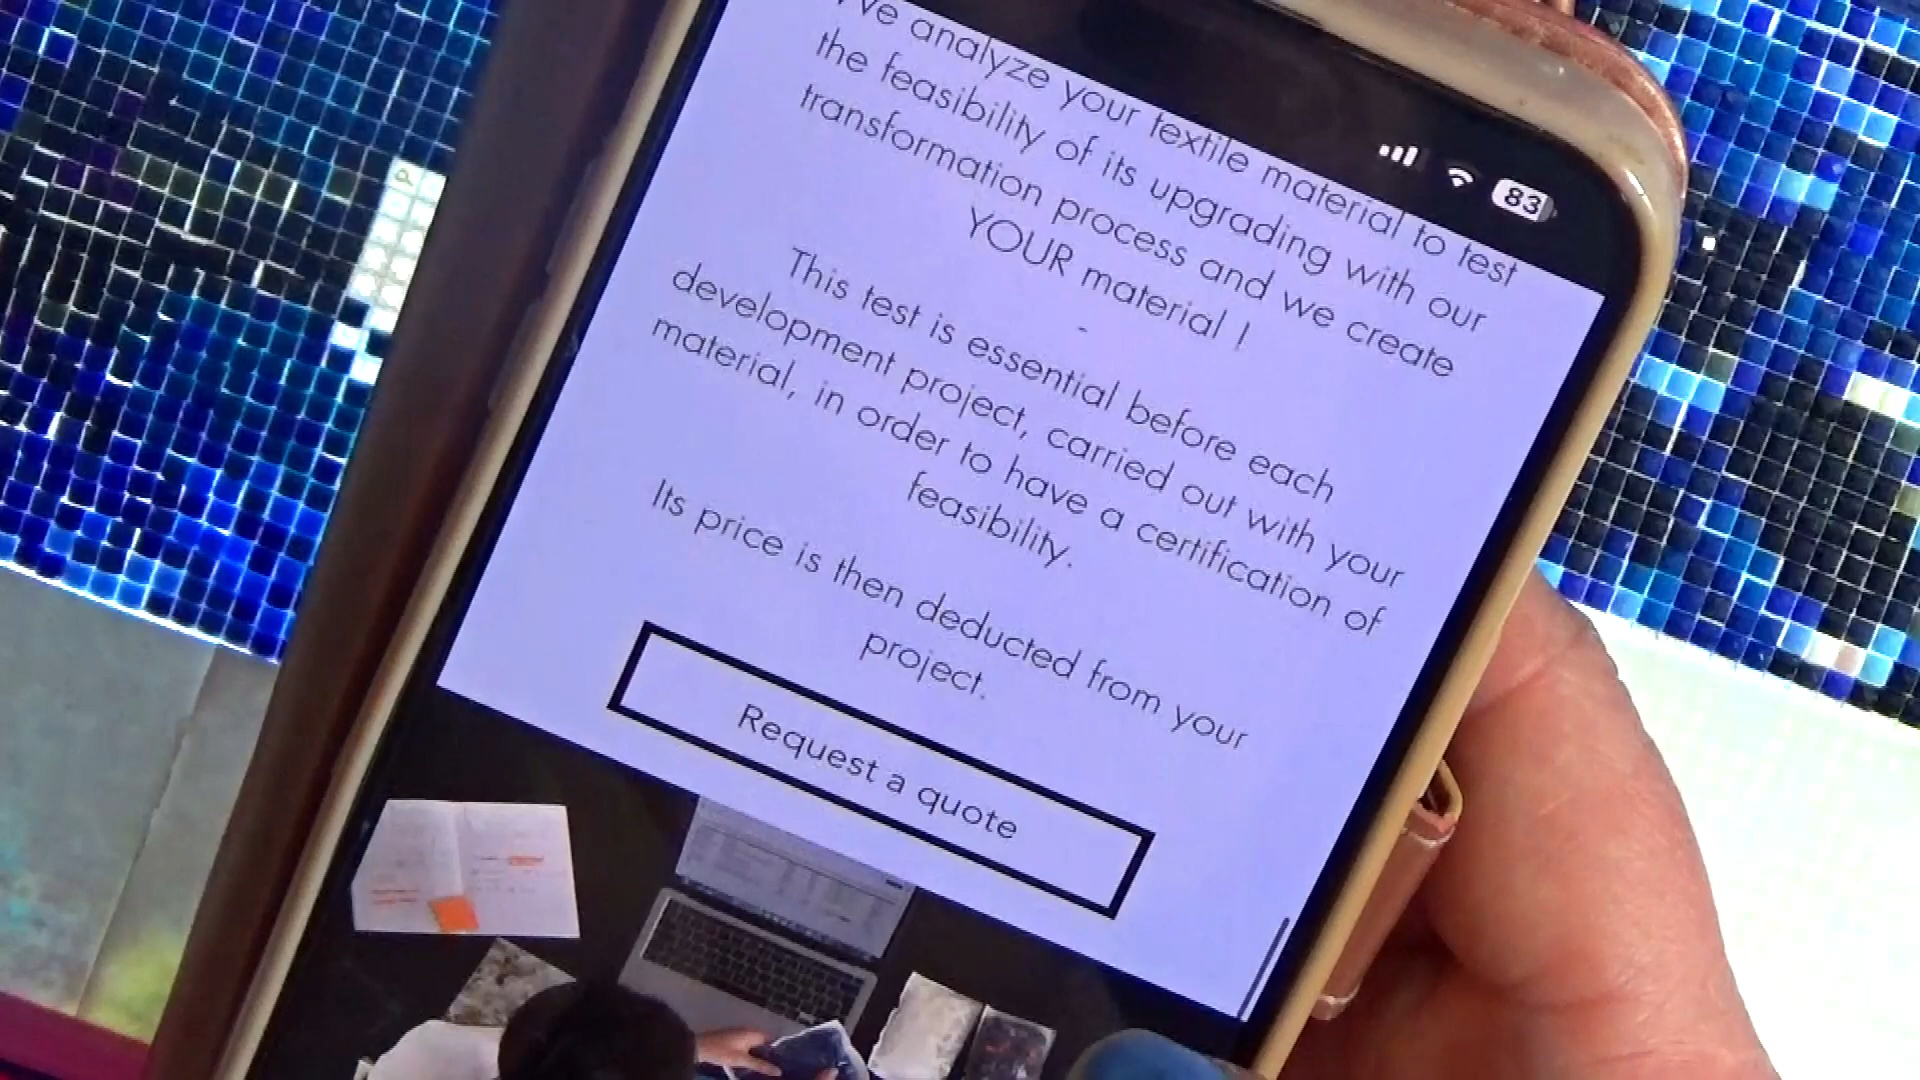 We analyze your textile material to test
the feasibility of its upgrading with our
transformation process and we create
YOUR material !
-
This test is essential before each
development project, carried out with your
material, in order to have a certification of
feasibility.
Its price is then deducted from your
project.
Request a quote
83